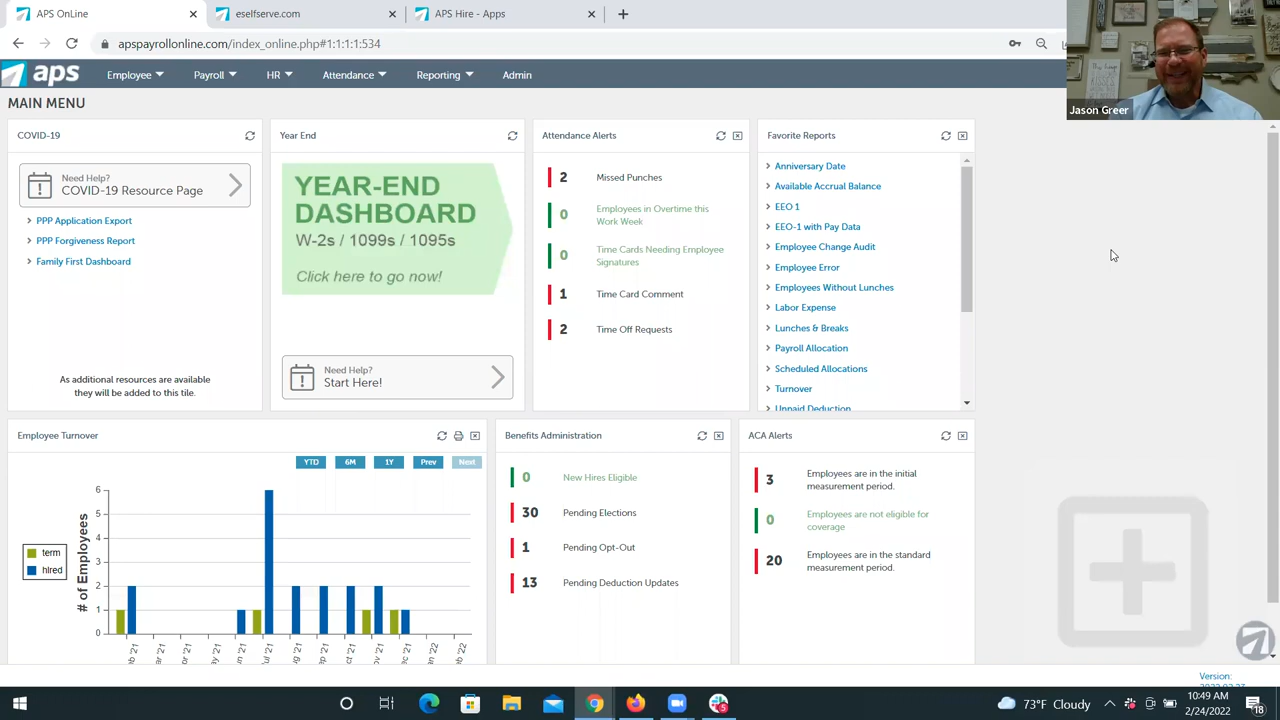 APS OnLine
eselfserve.com
APS Hire - Apps
apspayrollonline.com/index_online.php#1:1:1:1:534
aps
Employee
Payroll
HR
Attendance
Reporting
Admin
Jason Greer
MAIN MENU
COVID-19
Need Help?
COVID-19 Resource Page
PPP Application Export
PPP Forgiveness Report
Family First Dashboard
As additional resources are available
they will be added to this tile.
Year End
YEAR-END
DASHBOARD
W-2s / 1099s / 1095s
Click here to go now!
Need Help?
Start Here!
Attendance Alerts
2 Missed Punches
0 Employees in Overtime this
Work Week
0 Time Cards Needing Employee
Signatures
1 Time Card Comment
2 Time Off Requests
Favorite Reports
Anniversary Date
Available Accrual Balance
EEO 1
EEO-1 with Pay Data
Employee Change Audit
Employee Error
Employees Without Lunches
Labor Expense
Lunches & Breaks
Payroll Allocation
Scheduled Allocations
Turnover
Unpaid Deduction
Employee Turnover
YTD
6M
1Y
Prev
Next
# of Employees
6
5
4
3
2
1
0
term
hired
Jul '21
Benefits Administration
0 New Hires Eligible
30 Pending Elections
1 Pending Opt-Out
13 Pending Deduction Updates
ACA Alerts
3 Employees are in the initial
measurement period.
0 Employees are not eligible for
coverage
20 Employees are in the standard
measurement period.
Version:
73°F Cloudy
10:49 AM
2/24/2022
18
5